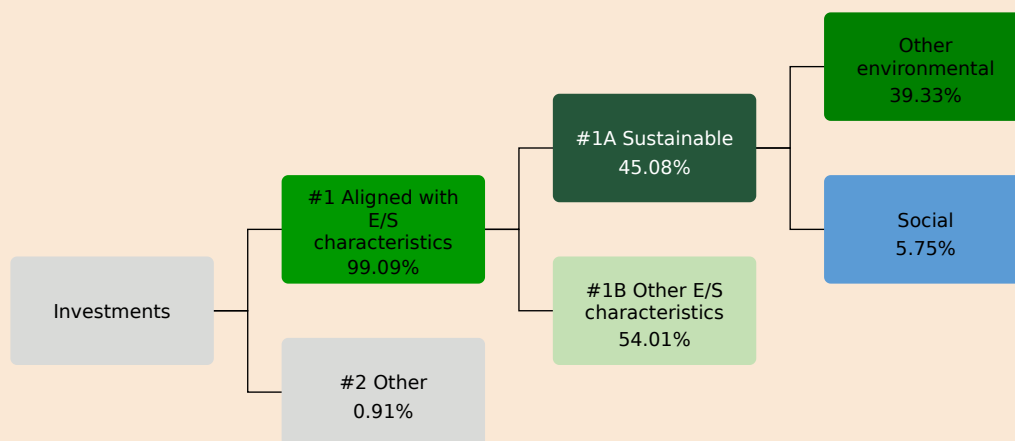 Investments
#1 Aligned with
E/S
characteristics
99.09%
#2 Other
0.91%
#1A Sustainable
45.08%
#1B Other E/S
characteristics
54.01%
Other
environmental
39.33%
Social
5.75%